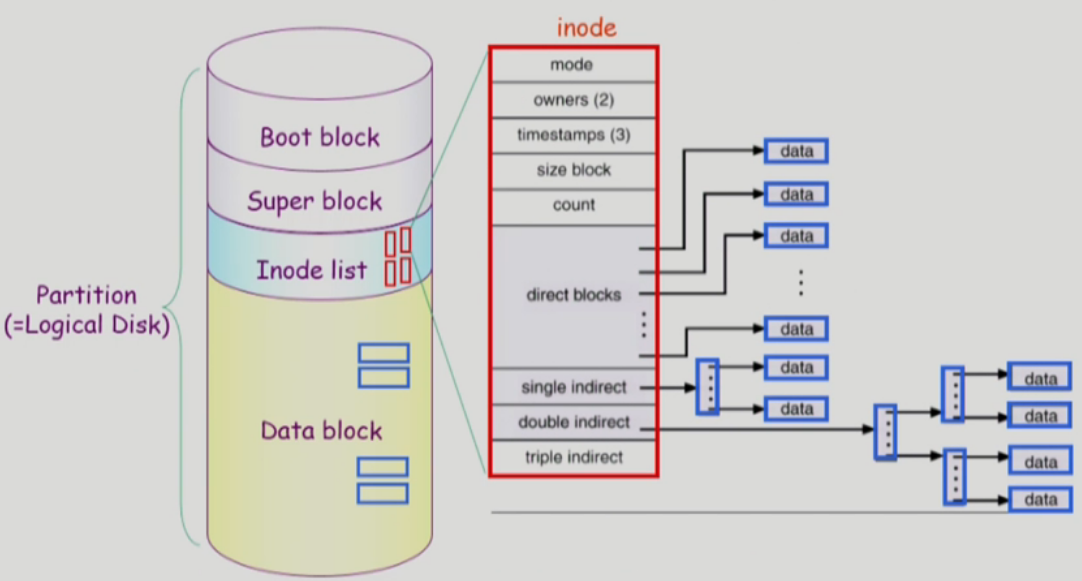 inode
Boot block
Super block
Inode list
Partition
(=Logical Disk)
Data block
mode
owners (2)
timestamps (3)
size block
count
direct blocks
single indirect
double indirect
triple indirect
data
data
data
data
data
data
data
data
data
data